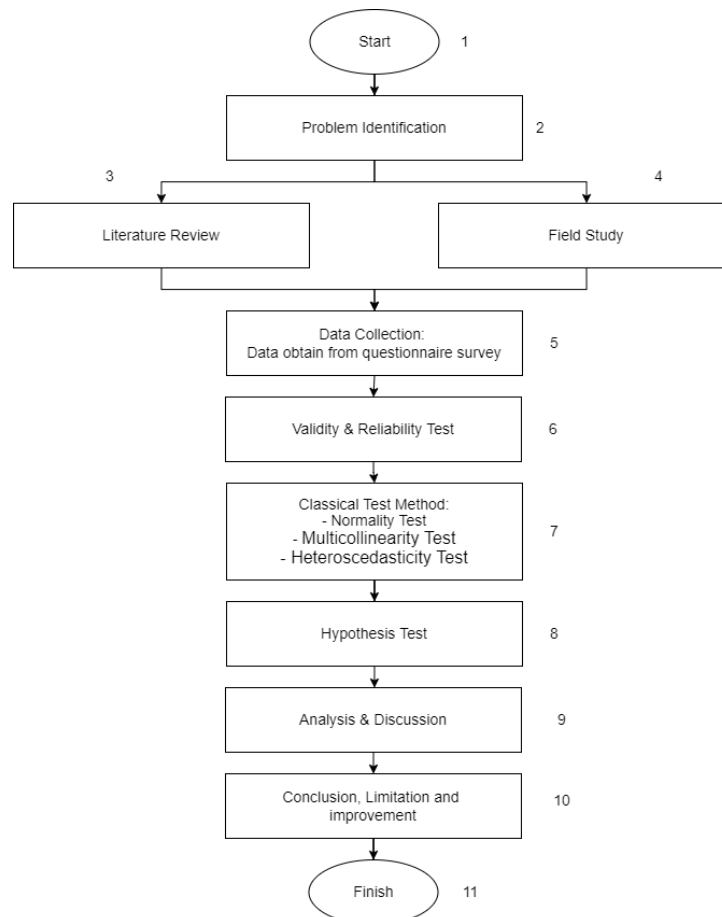 Start 1
Problem Identification 2
3 4
Literature Review Field Study
Data Collection:
Data obtain from questionnaire survey 5
Validity & Reliability Test 6
Classical Test Method:
- Normality Test
- Multicollinearity Test 7
- Heteroscedasticity Test
Hypothesis Test 8
Analysis & Discussion 9
Conclusion, Limitation and 10
improvement
Finish 11